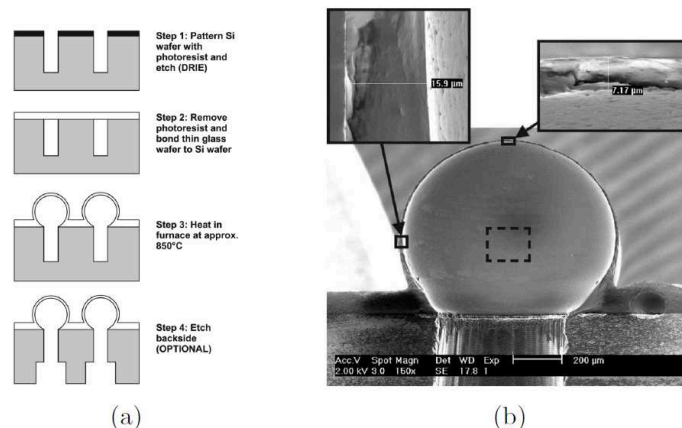 Step 1: Pattern Si
wafer with
photoresist and
etch (DRIE)
Step 2: Remove
photoresist and
bond thin glass
wafer to Si wafer
Step 3: Heat in
furnace at approx.
850°C
Step 4: Etch
backside
(OPTIONAL)
(a)
15.9 µm
7.17 µm
Acc.V Spot Magn Det WD Exp
2.00 kV 3.0 150x SE 17.8 1
200 µm
(b)